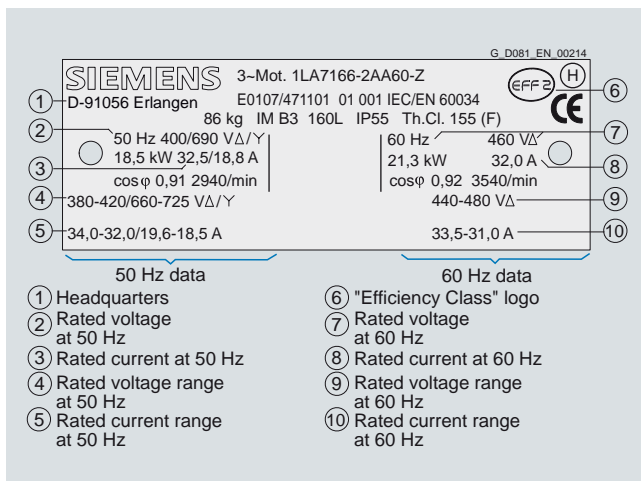 G_D081_EN_00214
SIEMENS 3~Mot. 1LA7166-2AA60-Z EFF 2 H
① D-91056 Erlangen E0107/471101 01 001 IEC/EN 60034 CE ⑥
86 kg IM B3 160L IP55 Th.Cl. 155 (F)
② 50 Hz 400/690 V∆/Y 60 Hz 460 V∆ ⑦
③ 18,5 kW 32,5/18,8 A 21,3 kW 32,0 A ⑧
cosφ 0,91 2940/min cosφ 0,92 3540/min
④ 380-420/660-725 V∆/Y 440-480 V∆ ⑨
⑤ 34,0-32,0/19,6-18,5 A 33,5-31,0 A ⑩
50 Hz data 60 Hz data
① Headquarters
② Rated voltage
at 50 Hz
③ Rated current at 50 Hz
④ Rated voltage range
at 50 Hz
⑤ Rated current range
at 50 Hz
⑥ "Efficiency Class" logo
⑦ Rated voltage
at 60 Hz
⑧ Rated current at 60 Hz
⑨ Rated voltage range
at 60 Hz
⑩ Rated current range
at 60 Hz